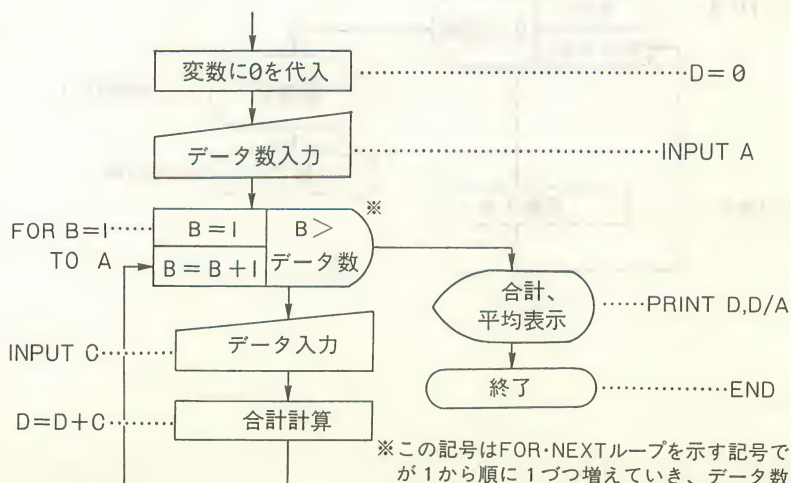 変数に0を代入
D=0
データ数入力
INPUT A
FOR B=1
TO A
B=1
B=B+1
B>
データ数
※
合計、
平均表示
PRINT D,D/A
INPUT C
データ入力
終了
END
D=D+C
合計計算
※この記号はFOR・NEXTループを示す記号で
が1から順に1づつ増えていき、データ数